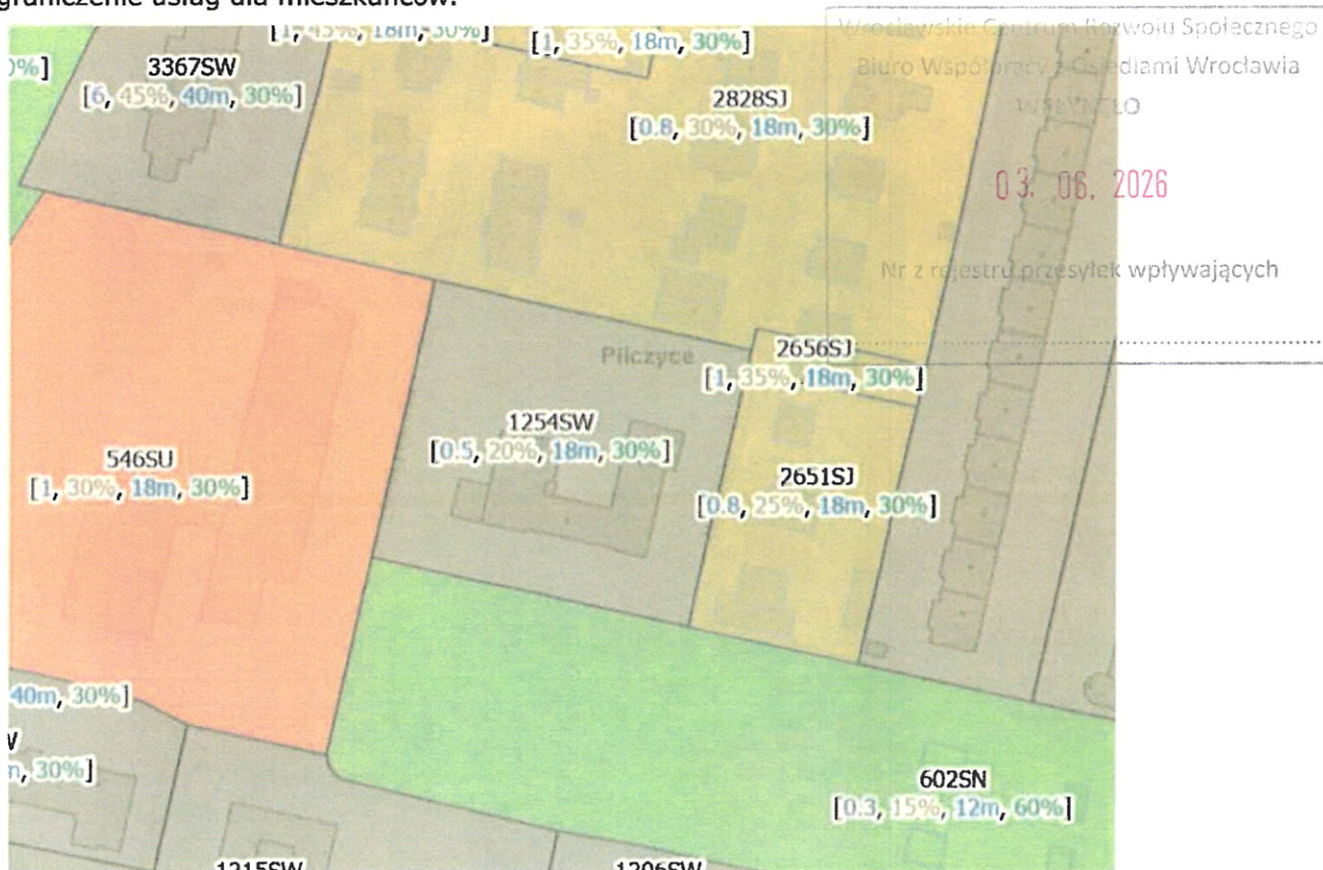 graniczenie usług dla mieszkańców.
Wrocławskie Centrum Rozwoju Społecznego
Biuro Współpracy z Osiedlami Wrocławia
WPŁYNĘŁO
03. 06. 2026
Nr z rejestru przesyłek wpływających
[1, 45%, 18m, 30%]
[1, 35%, 18m, 30%]
0%]
3367SW
[6, 45%, 40m, 30%]
2828SJ
[0.8, 30%, 18m, 30%]
Pilczyce
2656SJ
[1, 35%, 18m, 30%]
1254SW
[0.5, 20%, 18m, 30%]
546SU
[1, 30%, 18m, 30%]
2651SJ
[0.8, 25%, 18m, 30%]
40m, 30%]
W
m, 30%]
602SN
[0.3, 15%, 12m, 60%]
1215SW
1206SW